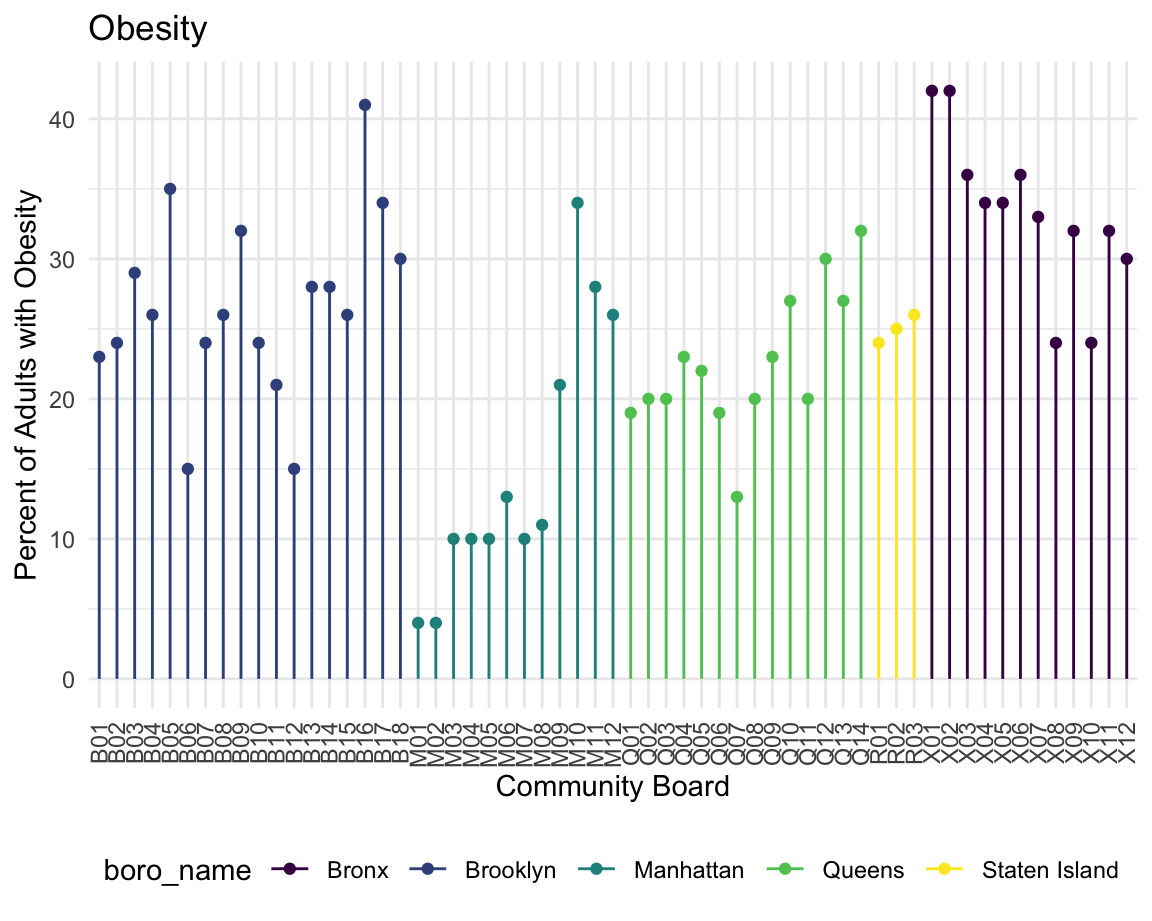 Obesity
Percent of Adults with Obesity
40
30
20
10
0
B01 B02 B03 B04 B05 B06 B07 B08 B09 B10 B11 B12 B13 B14 B15 B16 B17 B18 M01 M02 M03 M04 M05 M06 M07 M08 M09 M10 M11 M12 Q01 Q02 Q03 Q04 Q05 Q06 Q07 Q08 Q09 Q10 Q11 Q12 Q13 Q14 R01 R02 R03 X01 X02 X03 X04 X05 X06 X07 X08 X09 X10 X11 X12
Community Board
boro_name Bronx Brooklyn Manhattan Queens Staten Island